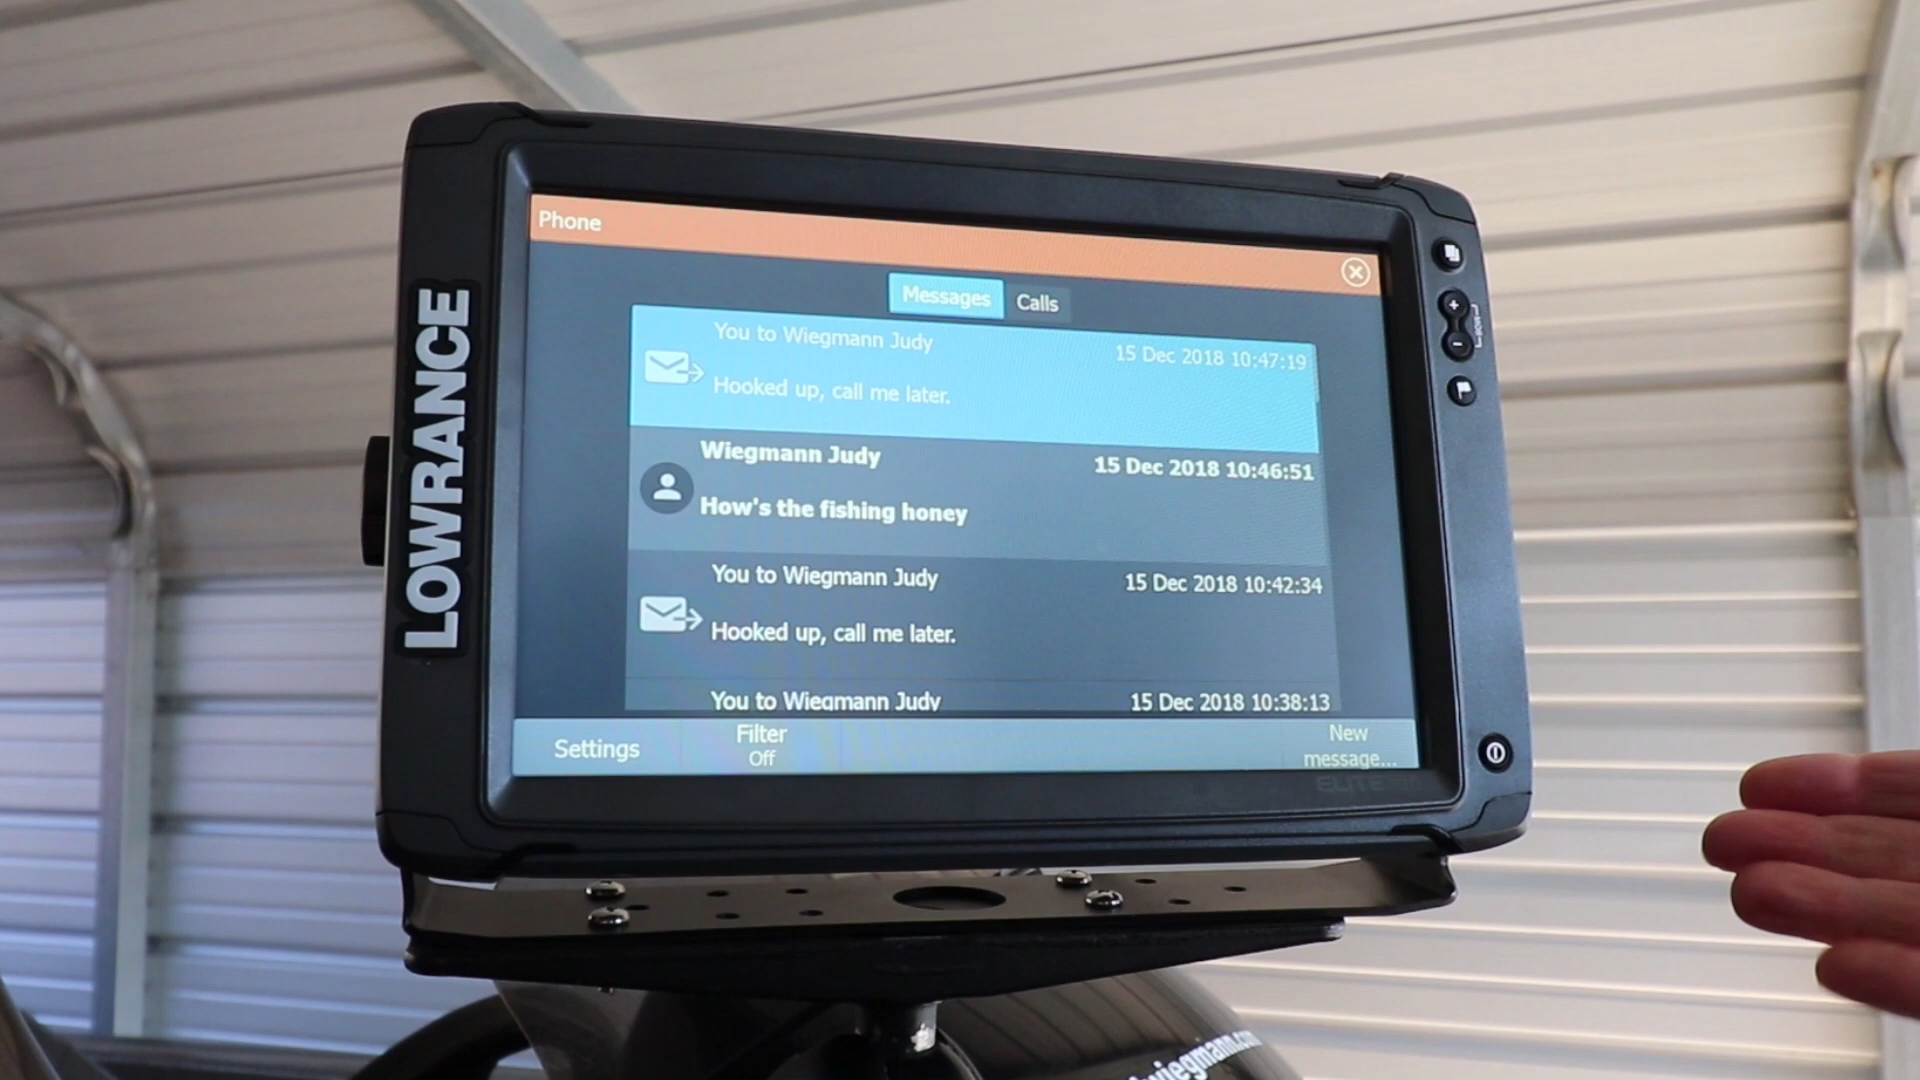 LOWRANCE
Phone
Messages Calls
You to Wiegmann Judy 15 Dec 2018 10:47:19
Hooked up, call me later.
Wiegmann Judy 15 Dec 2018 10:46:51
How's the fishing honey
You to Wiegmann Judy 15 Dec 2018 10:42:34
Hooked up, call me later.
You to Wiegmann Judy 15 Dec 2018 10:38:13
Settings
Filter
Off
New
message...
ELITE
wiegmann.com